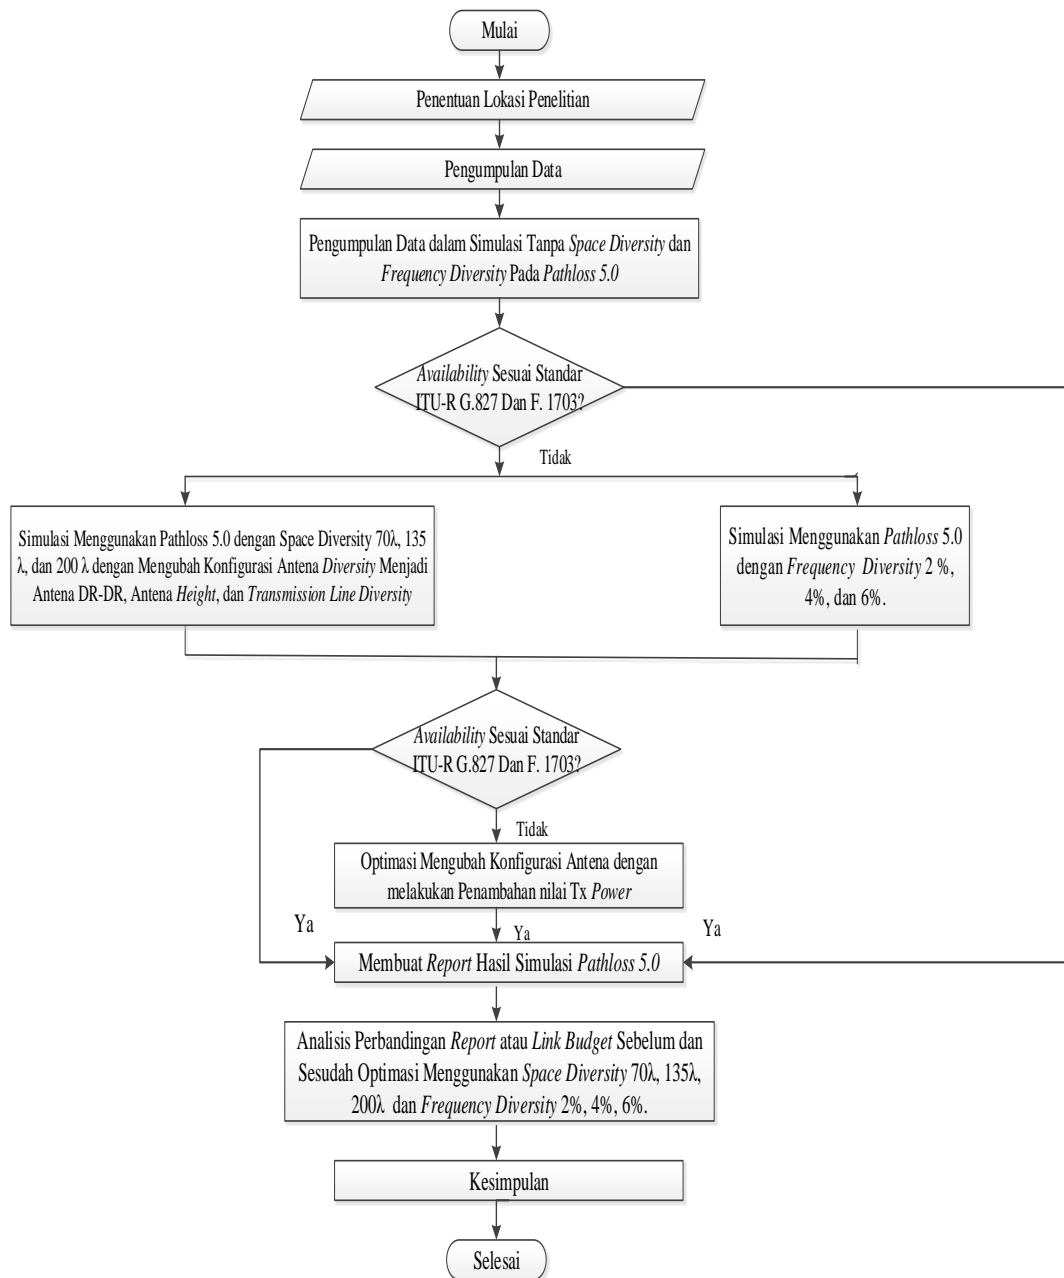 Mulai
Penentuan Lokasi Penelitian
Pengumpulan Data
Pengumpulan Data dalam Simulasi Tanpa Space Diversity dan
Frequency Diversity Pada Pathloss 5.0
Availability Sesuai Standar
ITU-R G.827 Dan F. 1703?
Tidak
Simulasi Menggunakan Pathloss 5.0 dengan Space Diversity 70λ, 135
λ, dan 200 λ dengan Mengubah Konfigurasi Antena Diversity Menjadi
Antena DR-DR, Antena Height, dan Transmission Line Diversity
Simulasi Menggunakan Pathloss 5.0
dengan Frequency Diversity 2 %,
4%, dan 6%.
Availability Sesuai Standar
ITU-R G.827 Dan F. 1703?
Tidak
Optimasi Mengubah Konfigurasi Antena dengan
melakukan Penambahan nilai Tx Power
Ya
Ya
Ya
Membuat Report Hasil Simulasi Pathloss 5.0
Analisis Perbandingan Report atau Link Budget Sebelum dan
Sesudah Optimasi Menggunakan Space Diversity 70λ, 135λ,
200λ dan Frequency Diversity 2%, 4%, 6%.
Kesimpulan
Selesai